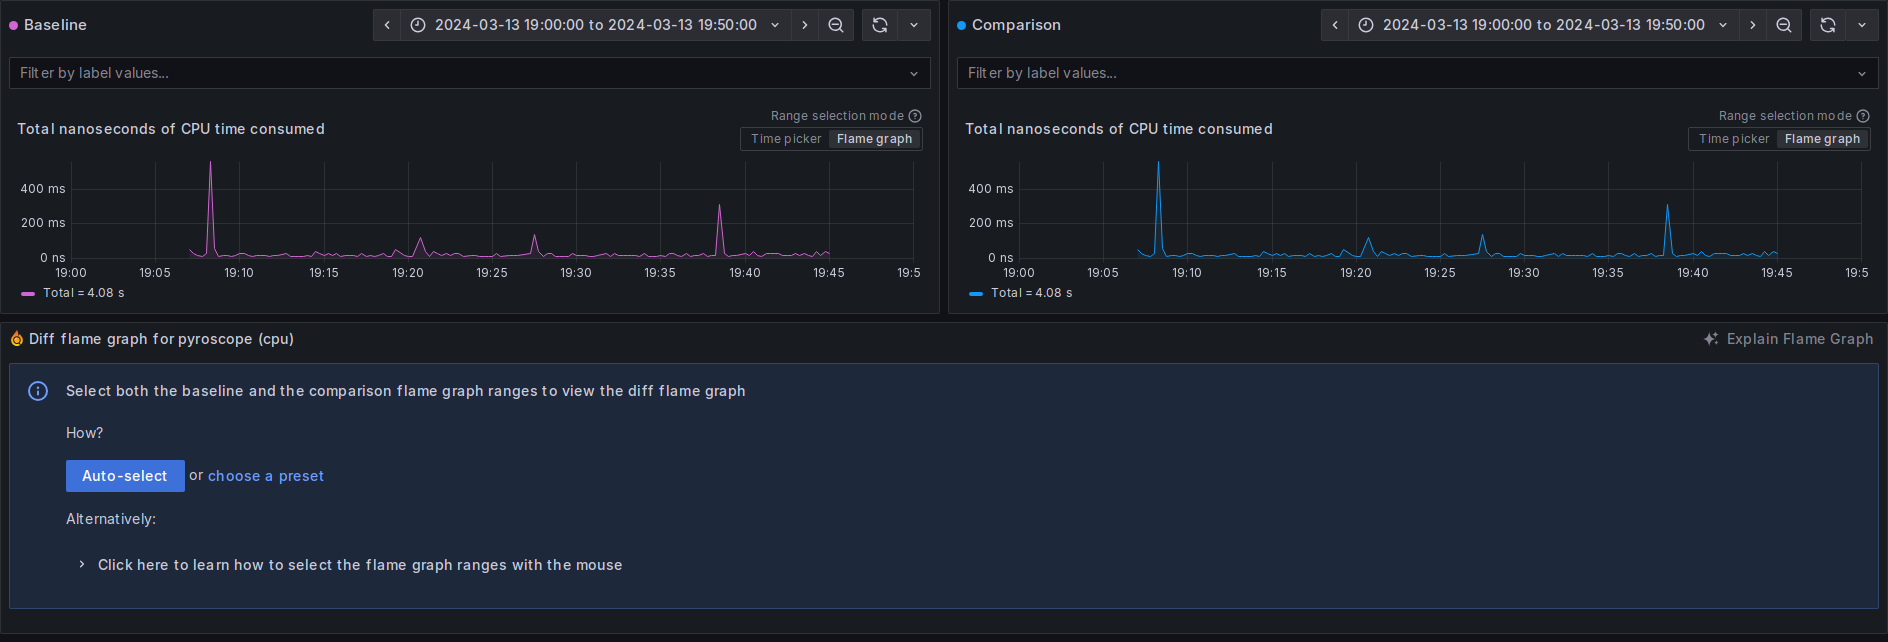 Baseline
2024-03-13 19:00:00 to 2024-03-13 19:50:00
Filter by label values...
Total nanoseconds of CPU time consumed
Range selection mode
Time picker Flame graph
400 ms
200 ms
0 ns
19:00 19:05 19:10 19:15 19:20 19:25 19:30 19:35 19:40 19:45 19:5
Total = 4.08 s
Comparison
2024-03-13 19:00:00 to 2024-03-13 19:50:00
Filter by label values...
Total nanoseconds of CPU time consumed
Range selection mode
Time picker Flame graph
400 ms
200 ms
0 ns
19:00 19:05 19:10 19:15 19:20 19:25 19:30 19:35 19:40 19:45 19:5
Total = 4.08 s
Diff flame graph for pyroscope (cpu)
Explain Flame Graph
Select both the baseline and the comparison flame graph ranges to view the diff flame graph
How?
Auto-select or choose a preset
Alternatively:
Click here to learn how to select the flame graph ranges with the mouse